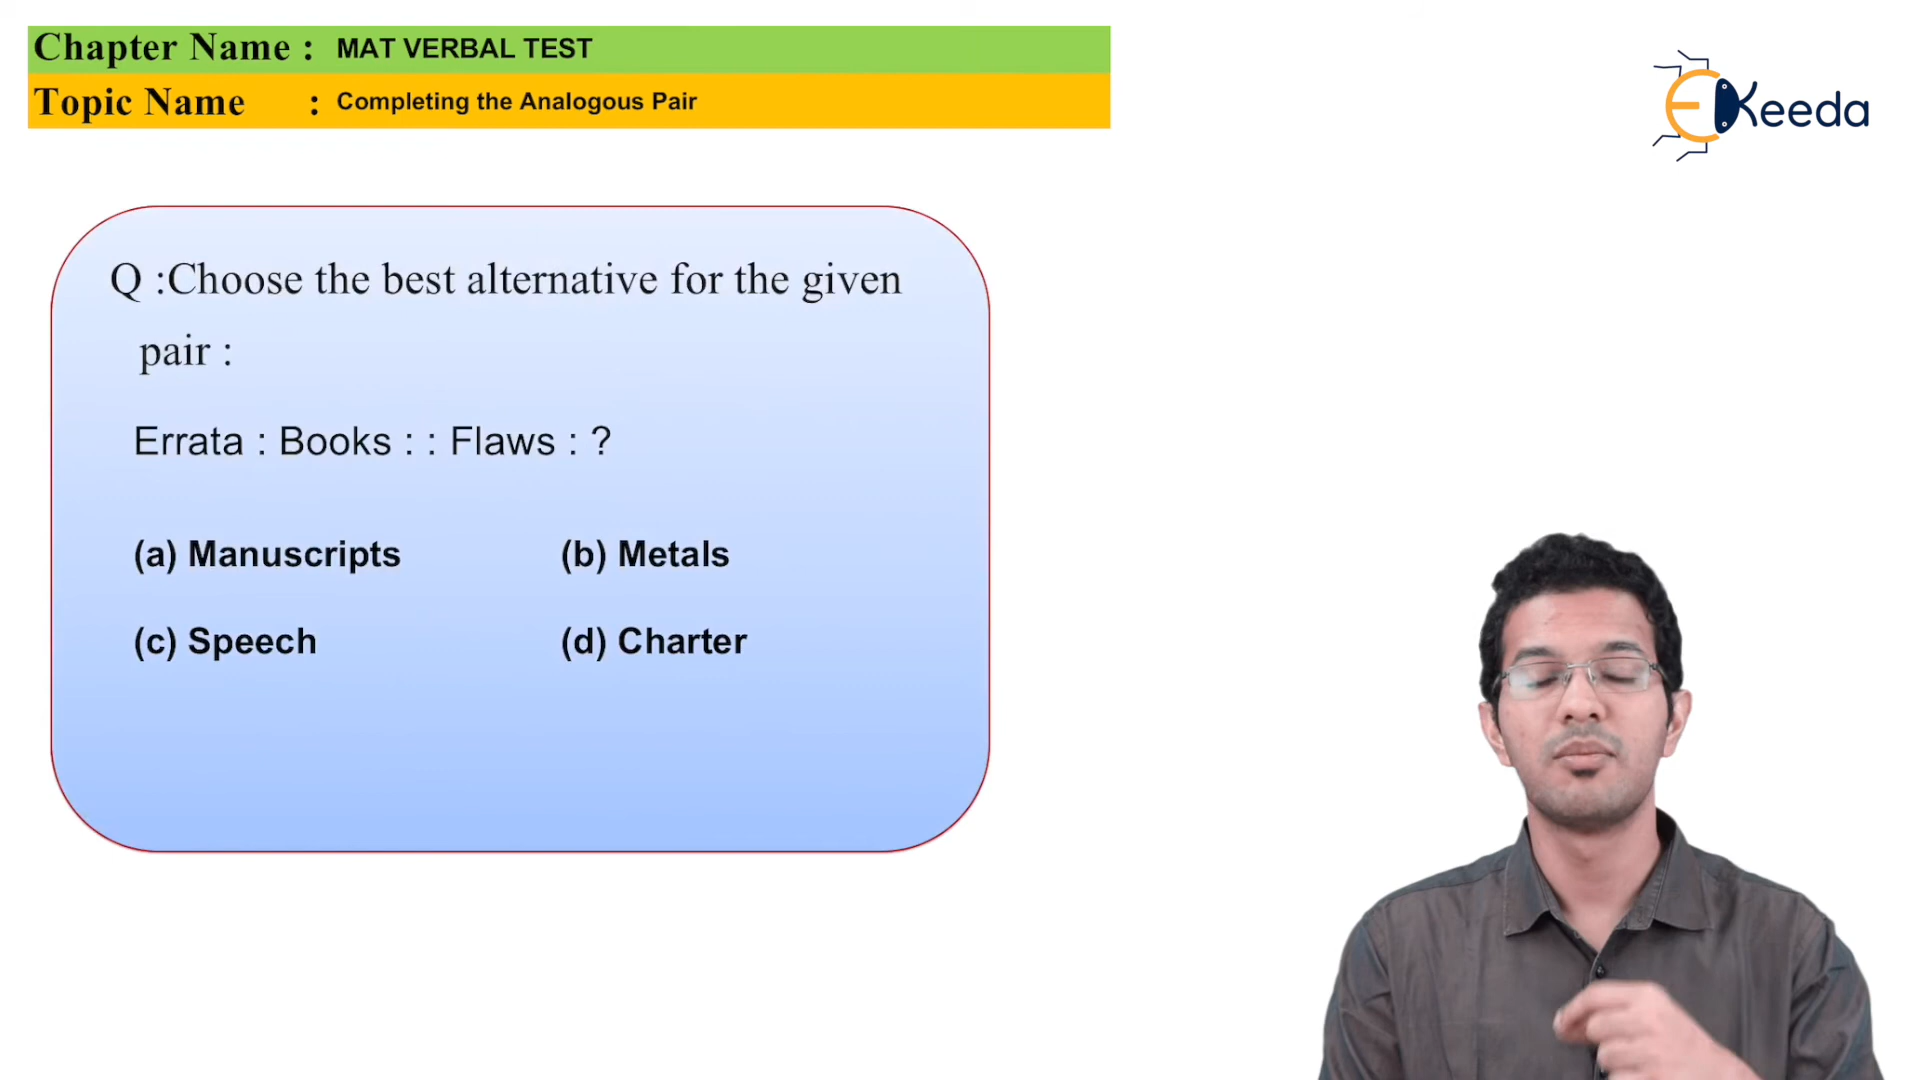 Chapter Name : MAT VERBAL TEST
Topic Name : Completing the Analogous Pair
EKeeda
Q :Choose the best alternative for the given
pair :
Errata : Books : : Flaws : ?
(a) Manuscripts (b) Metals
(c) Speech (d) Charter